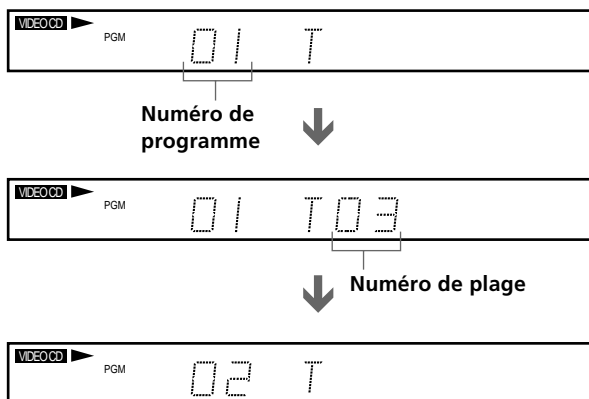 VIDEO CD
PGM
01 T
Numéro de
programme
VIDEO CD
PGM
01 T03
Numéro de plage
VIDEO CD
PGM
02 T